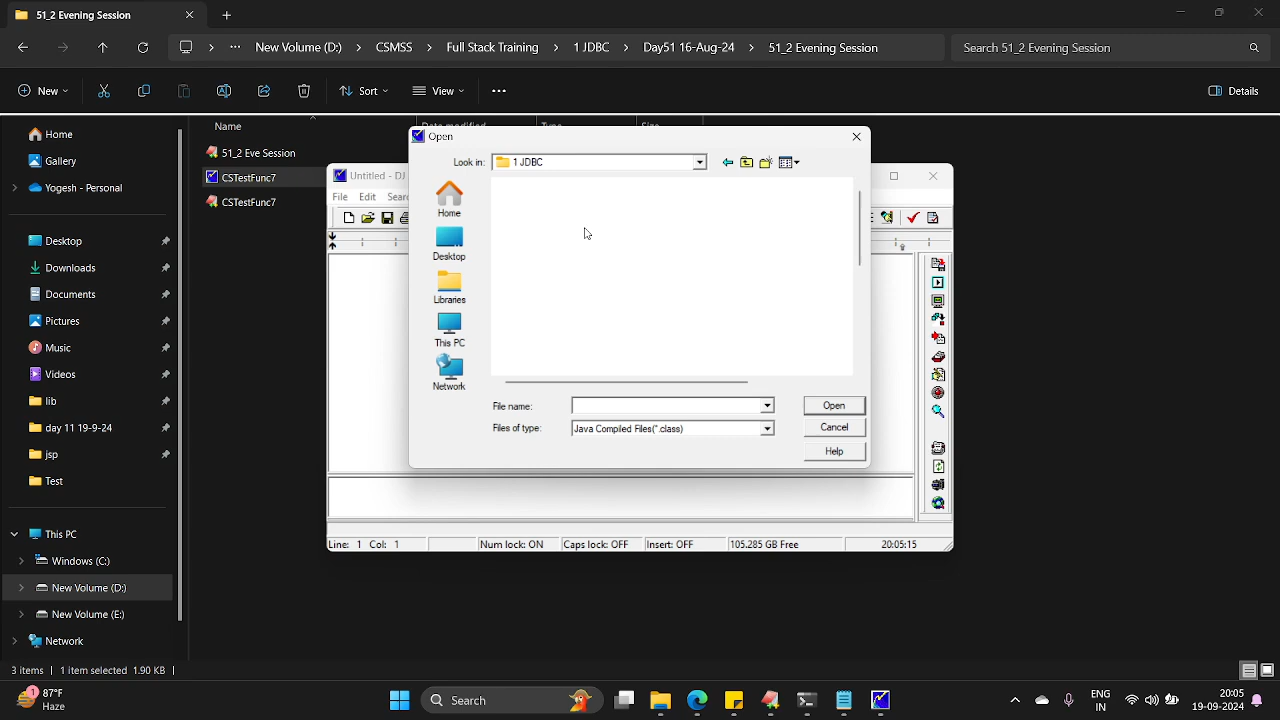 51_2 Evening Session
New Volume (D:) > CSMSS > Full Stack Training > 1 JDBC > Day51 16-Aug-24 > 51_2 Evening Session
Search 51_2 Evening Session
New
Sort
View
Details
Home
Gallery
Yogesh - Personal
Desktop
Downloads
Documents
Pictures
Music
Videos
lib
day 11 19-9-24
jsp
Test
This PC
Windows (C:)
New Volume (D:)
New Volume (E:)
Network
Name
Date modified
Type
Size
51_2 Eve Session
CSTestFunc7
CSTestFunc7
Untitled - DJ
File Edit Searc
Open
Look in: 1 JDBC
Home
Desktop
Libraries
This PC
Network
File name:
Open
Files of type: Java Compiled Files(*.class)
Cancel
Help
Line: 1 Col: 1
Num lock: ON
Caps lock: OFF
Insert: OFF
105.285 GB Free
20:05:15
3 items
1 item selected 1.90 KB
1
87°F
Haze
Search
ENG
IN
20:05
19-09-2024